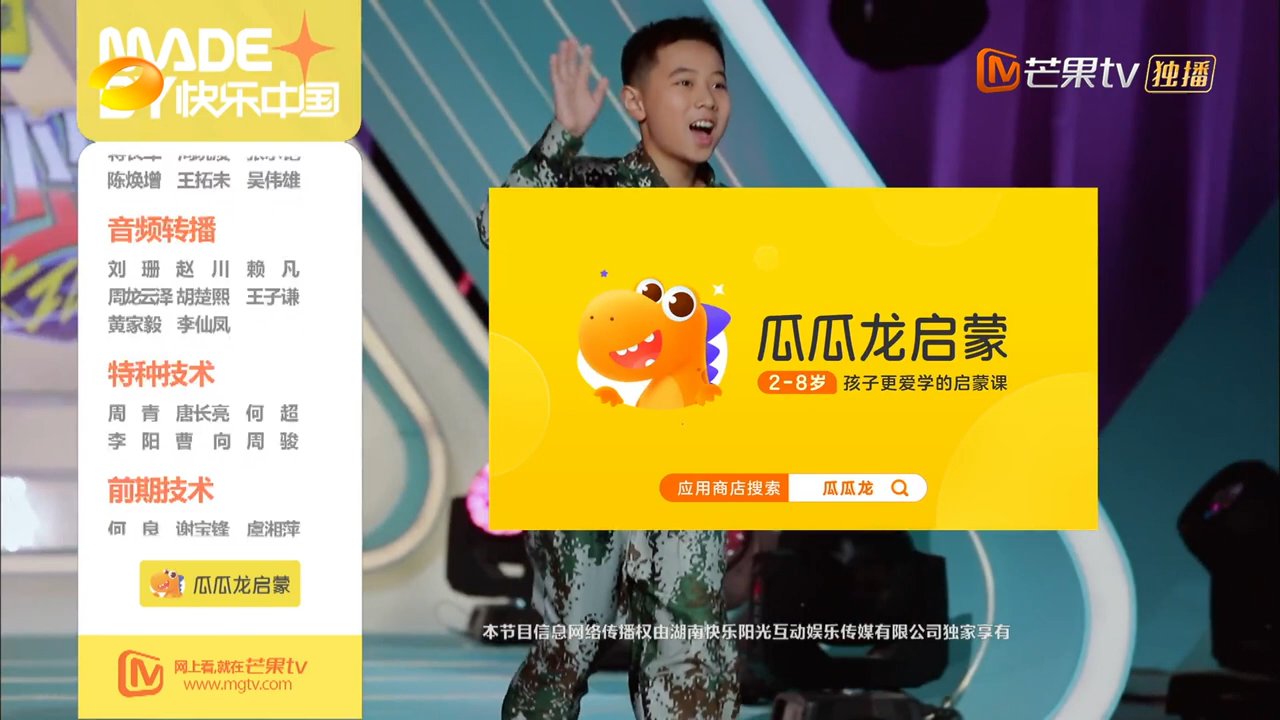 MADE
BY快乐中国
陈焕增 王拓未 吴伟雄
音频转播
刘 珊 赵 川 赖 凡
周龙云泽 胡楚熙 王子谦
黄家毅 李仙凤
特种技术
周 青 唐长亮 何 超
李 阳 曹 向 周 骏
前期技术
何 良 谢宝锋 虞湘萍
瓜瓜龙启蒙
网上看,就在芒果tv
www.mgtv.com
芒果tv 独播
瓜瓜龙启蒙
2-8岁 孩子更爱学的启蒙课
应用商店搜索 瓜瓜龙
本节目信息网络传播权由湖南快乐阳光互动娱乐传媒有限公司独家享有